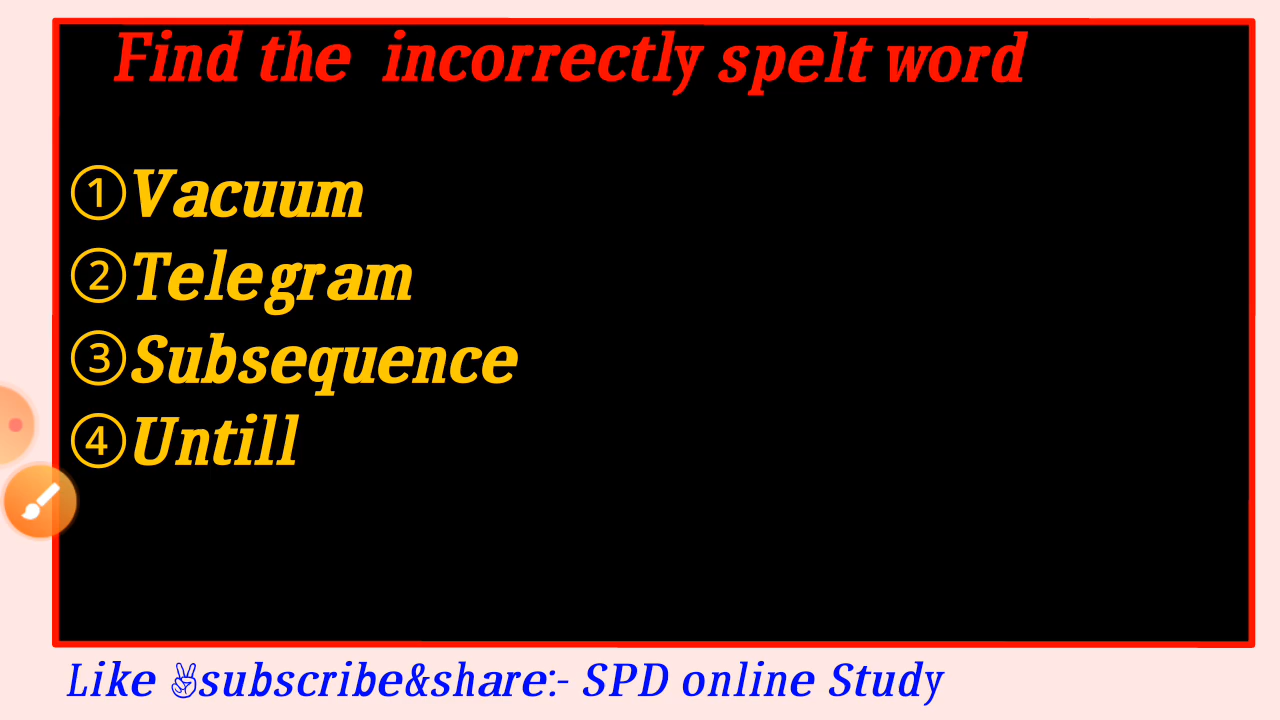 Find the incorrectly spelt word
①Vacuum
②Telegram
③Subsequence
④Untill
Like ✌subscribe&share:- SPD online Study